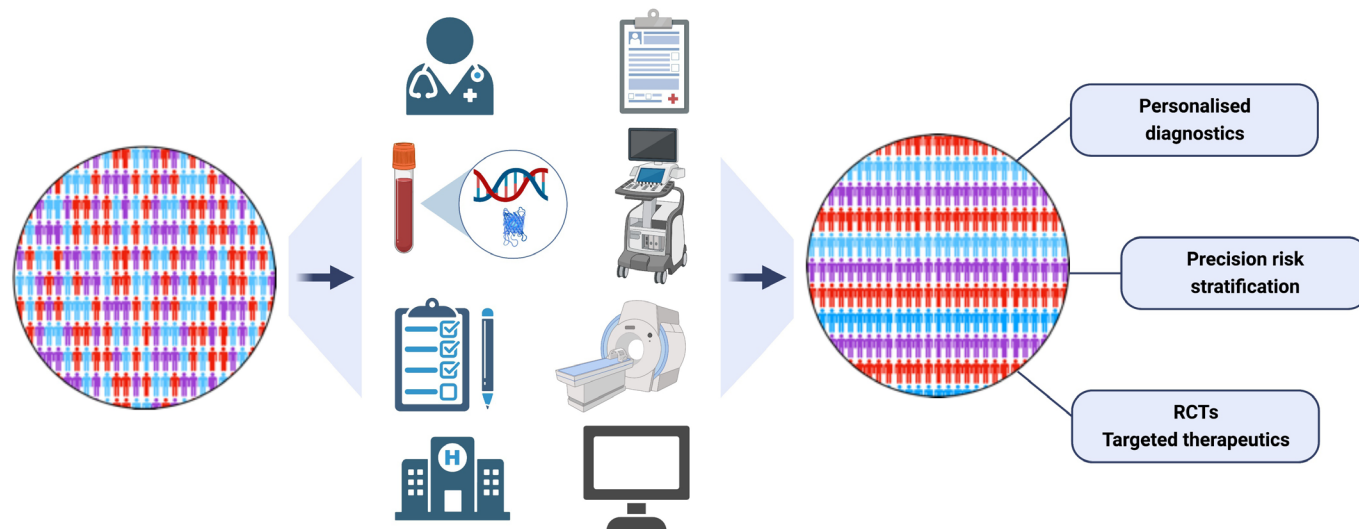 Personalised
diagnostics
Precision risk
stratification
RCTs
Targeted therapeutics
H